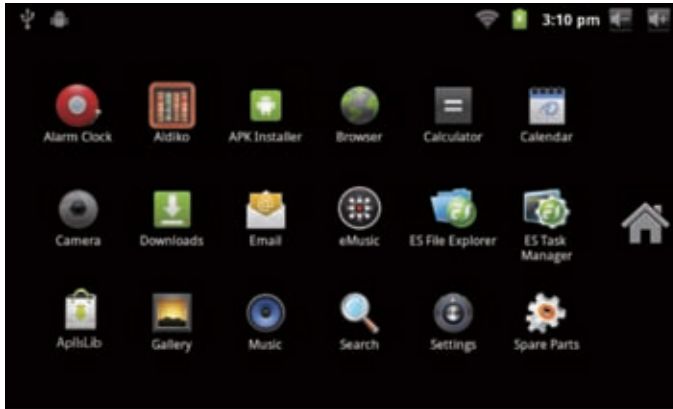 3:10 pm
Alarm Clock Aldiko APK Installer Browser Calculator Calendar
Camera Downloads Email eMusic ES File Explorer ES Task Manager
AplisLib Gallery Music Search Settings Spare Parts